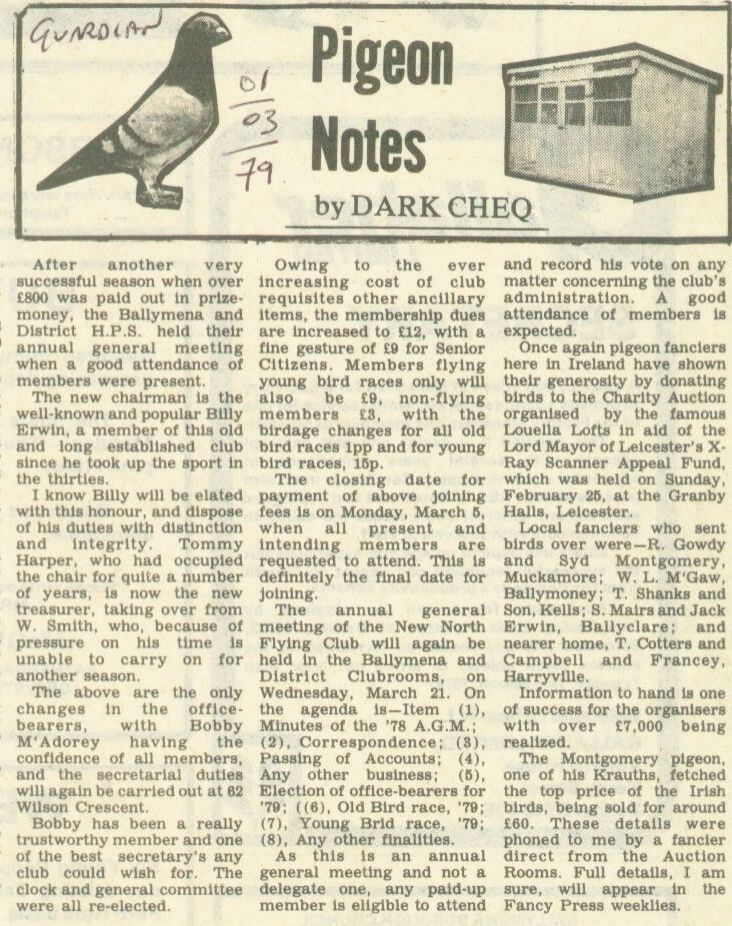 GUARDIAN
01
03
79
Pigeon
Notes
by DARK CHEQ
After another very
successful season when over
£800 was paid out in prize-
money, the Ballymena and
District H.P.S. held their
annual general meeting
when a good attendance of
members were present.
The new chairman is the
well-known and popular Billy
Erwin, a member of this old
and long established club
since he took up the sport in
the thirties.
I know Billy will be elated
with this honour, and dispose
of his duties with distinction
and integrity. Tommy
Harper, who had occupied
the chair for quite a number
of years, is now the new
treasurer, taking over from
W. Smith, who, because of
pressure on his time is
unable to carry on for
another season.
The above are the only
changes in the office-
bearers, with Bobby
M'Adorey having the
confidence of all members,
and the secretarial duties
will again be carried out at 62
Wilson Crescent.
Bobby has been a really
trustworthy member and one
of the best secretary's any
club could wish for. The
clock and general committee
were all re-elected.
Owing to the ever
increasing cost of club
requisites other ancillary
items, the membership dues
are increased to £12, with a
fine gesture of £9 for Senior
Citizens. Members flying
young bird races only will
also be £9, non-flying
members £3, with the
birdage changes for all old
bird races 1pp and for young
bird races, 15p.
The closing date for
payment of above joining
fees is on Monday, March 5,
when all present and
intending members are
requested to attend. This is
definitely the final date for
joining.
The annual general
meeting of the New North
Flying Club will again be
held in the Ballymena and
District Clubrooms, on
Wednesday, March 21. On
the agenda is—Item (1),
Minutes of the '78 A.G.M.;
(2), Correspondence; (3),
Passing of Accounts; (4),
Any other business; (5),
Election of office-bearers for
'79; ((6), Old Bird race, '79;
(7), Young Brid race, '79;
(8), Any other finalities.
As this is an annual
general meeting and not a
delegate one, any paid-up
member is eligible to attend
and record his vote on any
matter concerning the club's
administration. A good
attendance of members is
expected.
Once again pigeon fanciers
here in Ireland have shown
their generosity by donating
birds to the Charity Auction
organised by the famous
Louella Lofts in aid of the
Lord Mayor of Leicester's X-
Ray Scanner Appeal Fund,
which was held on Sunday,
February 25, at the Granby
Halls, Leicester.
Local fanciers who sent
birds over were—R. Gowdy
and Syd Montgomery,
Muckamore; W. L. M'Gaw,
Ballymoney; T. Shanks and
Son, Kells; S. Mairs and Jack
Erwin, Ballyclare; and
nearer home, T. Cotters and
Campbell and Francey,
Harryville.
Information to hand is one
of success for the organisers
with over £7,000 being
realized.
The Montgomery pigeon,
one of his Krauths, fetched
the top price of the Irish
birds, being sold for around
£60. These details were
phoned to me by a fancier
direct from the Auction
Rooms. Full details, I am
sure, will appear in the
Fancy Press weeklies.